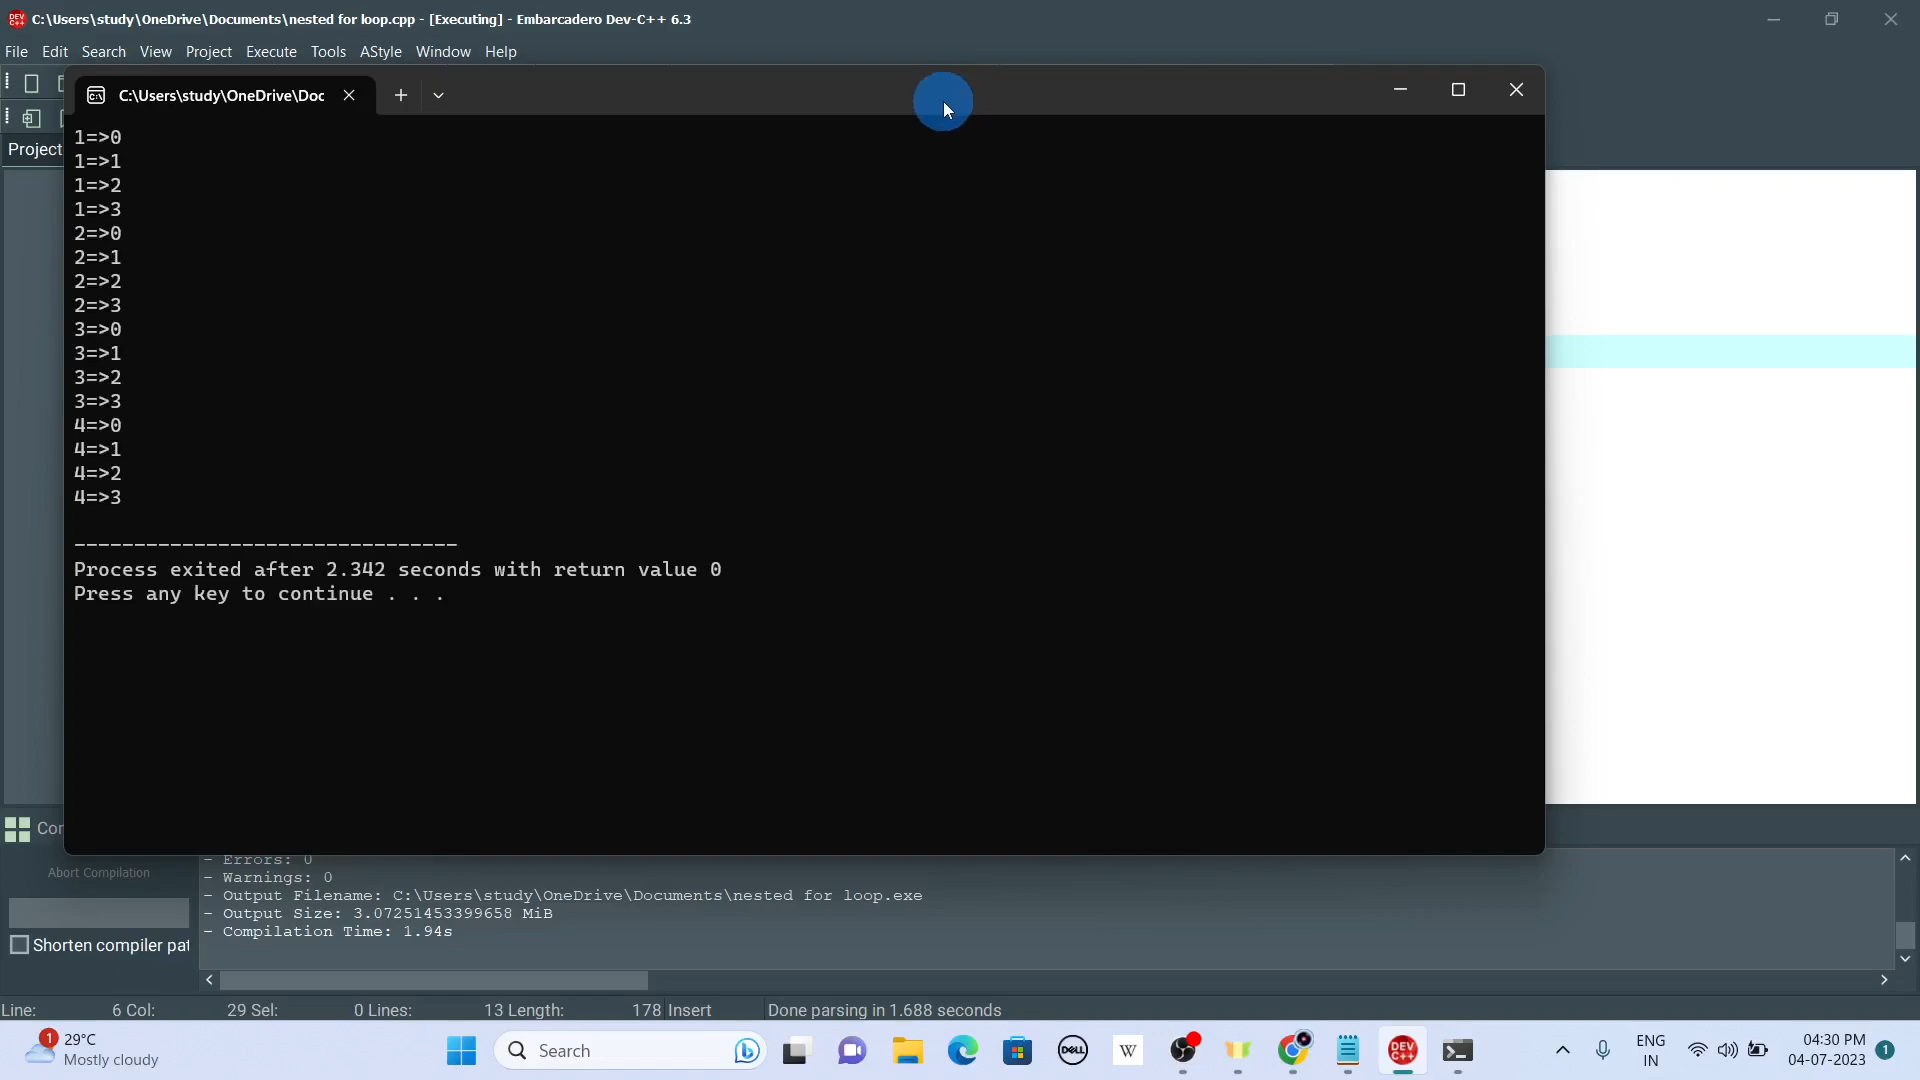 C:\Users\study\OneDrive\Documents\nested for loop.cpp - [Executing] - Embarcadero Dev-C++ 6.3
File Edit Search View Project Execute Tools AStyle Window Help
C:\Users\study\OneDrive\Doc
Project
1=>0
1=>1
1=>2
1=>3
2=>0
2=>1
2=>2
2=>3
3=>0
3=>1
3=>2
3=>3
4=>0
4=>1
4=>2
4=>3
--------------------------------
Process exited after 2.342 seconds with return value 0
Press any key to continue . . .
Abort Compilation
Shorten compiler pat
- Errors: 0
- Warnings: 0
- Output Filename: C:\Users\study\OneDrive\Documents\nested for loop.exe
- Output Size: 3.07251453399658 MiB
- Compilation Time: 1.94s
Line: 6 Col: 29 Sel: 0 Lines: 13 Length: 178 Insert Done parsing in 1.688 seconds
1
29°C
Mostly cloudy
Search
DELL
W
DEV
C++
ENG
IN
04:30 PM
04-07-2023
1